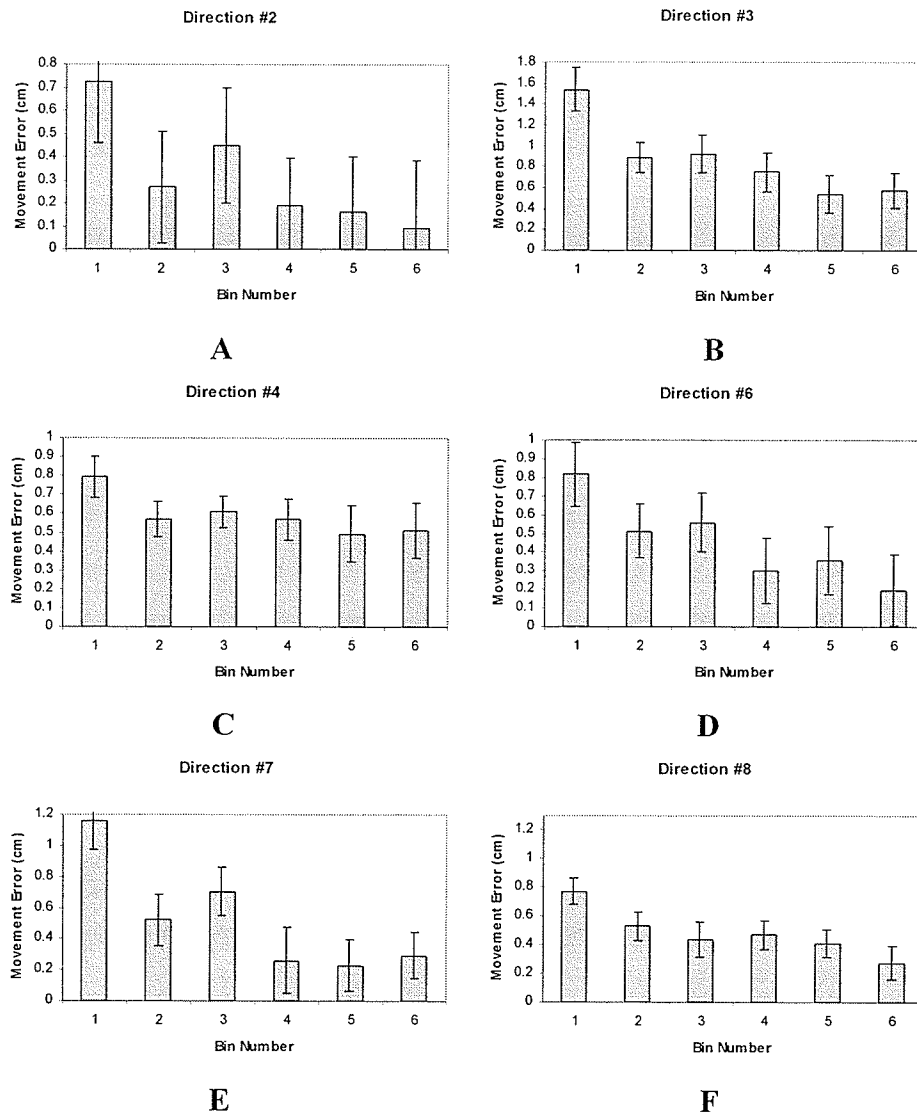 Direction #2
Movement Error (cm)
0.8
0.7
0.6
0.5
0.4
0.3
0.2
0.1
0
1 2 3 4 5 6
Bin Number
A
Direction #3
Movement Error (cm)
1.8
1.6
1.4
1.2
1
0.8
0.6
0.4
0.2
0
1 2 3 4 5 6
Bin Number
B
Direction #4
Movement Error (cm)
1
0.9
0.8
0.7
0.6
0.5
0.4
0.3
0.2
0.1
0
1 2 3 4 5 6
Bin Number
C
Direction #6
Movement Error (cm)
1
0.9
0.8
0.7
0.6
0.5
0.4
0.3
0.2
0.1
0
1 2 3 4 5 6
Bin Number
D
Direction #7
Movement Error (cm)
1.2
1
0.8
0.6
0.4
0.2
0
1 2 3 4 5 6
Bin Number
E
Direction #8
Movement Error (cm)
1.2
1
0.8
0.6
0.4
0.2
0
1 2 3 4 5 6
Bin Number
F